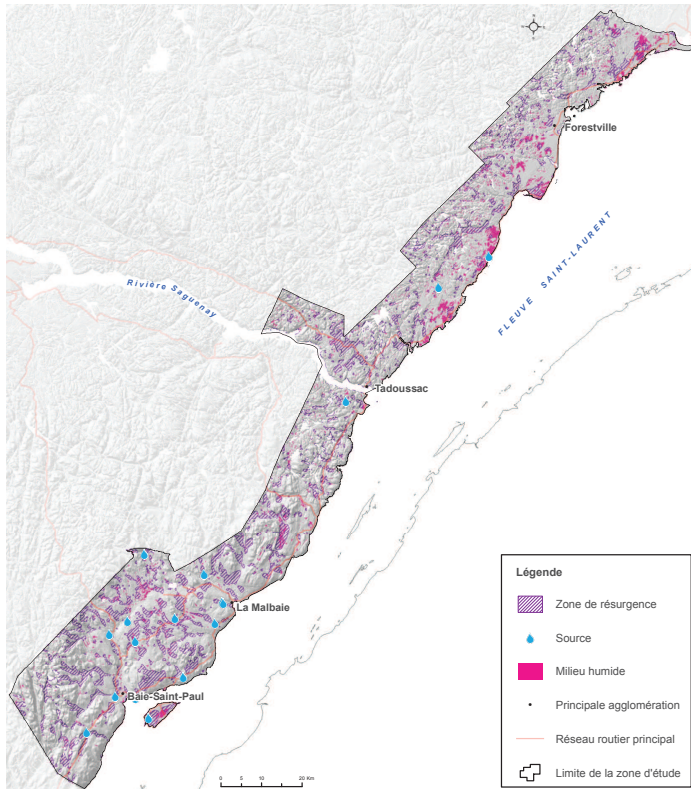 Forestville
FLEUVE SAINT-LAURENT
Rivière Saguenay
Tadoussac
La Malbaie
Baie-Saint-Paul
Légende
Zone de résurgence
Source
Milieu humide
Principale agglomération
Réseau routier principal
Limite de la zone d'étude
0 5 10 20 Km